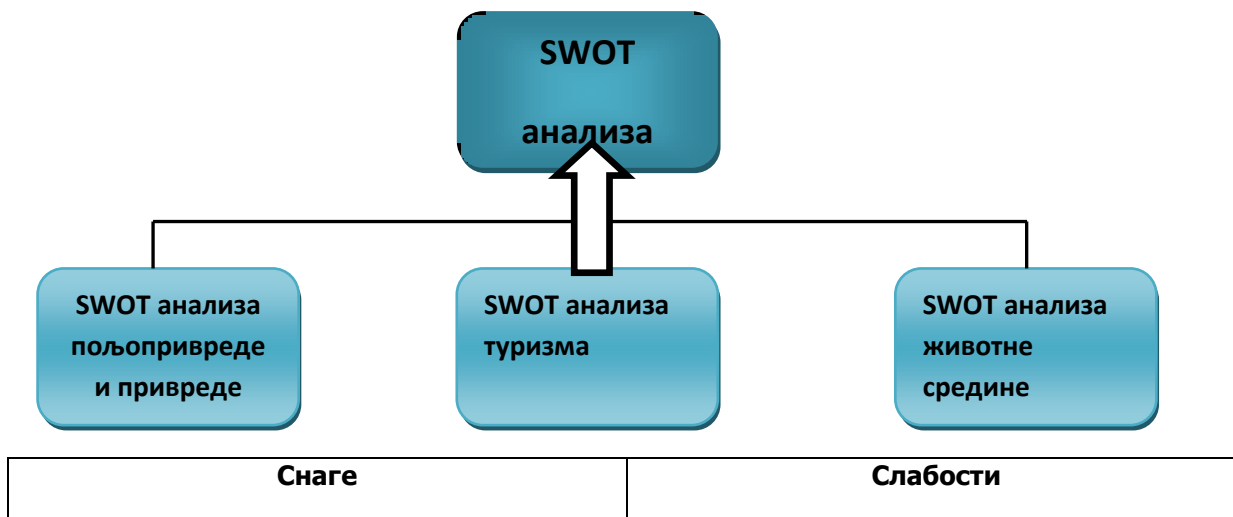 SWOT
анализа
SWOT анализа
пољопривреде
и привреде
SWOT анализа
туризма
SWOT анализа
животне
средине
Снаге
Слабости